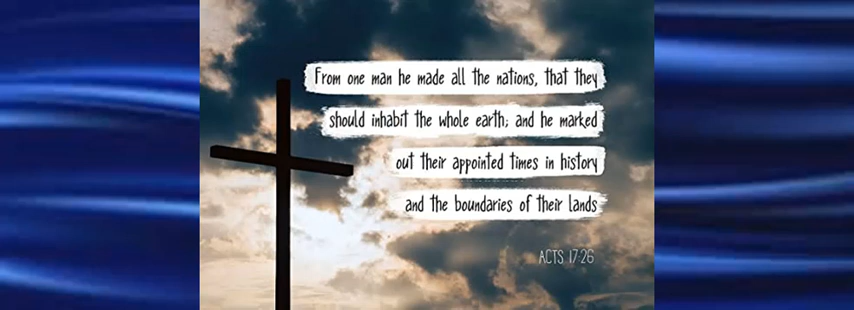 From one man he made all the nations, that they
should inhabit the whole earth; and he marked
out their appointed times in history
and the boundaries of their lands
ACTS 17:26